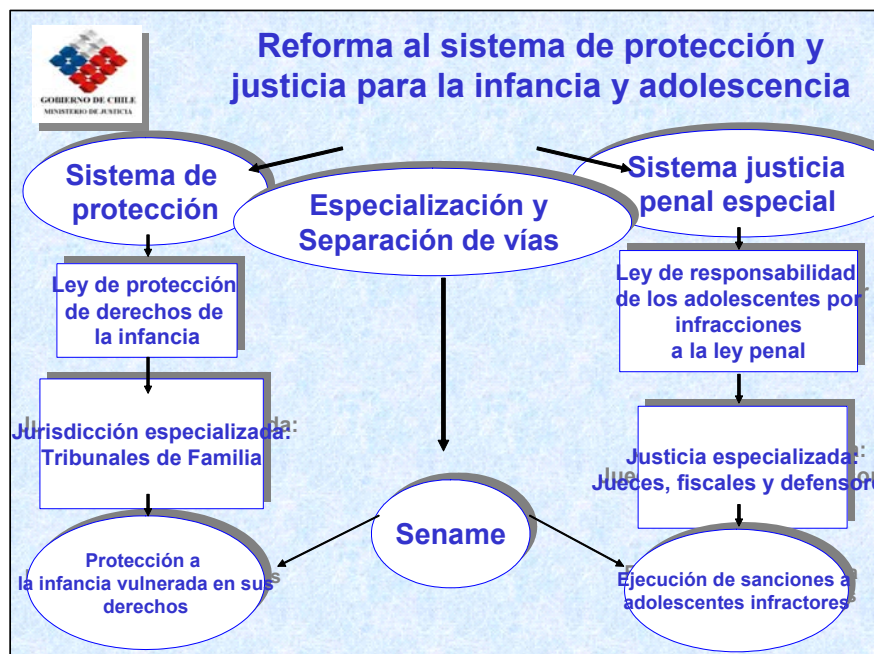 GOBIERNO DE CHILE
MINISTERIO DE JUSTICIA
Reforma al sistema de protección y
justicia para la infancia y adolescencia
Sistema de
protección
Especialización y
Separación de vías
Sistema justicia
penal especial
Ley de protección
de derechos de
la infancia
Ley de responsabilidad
de los adolescentes por
infracciones
a la ley penal
Jurisdicción especializada:
Tribunales de Familia
Justicia especializada:
Jueces, fiscales y defensor
Sename
Protección a
la infancia vulnerada en sus
derechos
Ejecución de sanciones a
adolescentes infractores